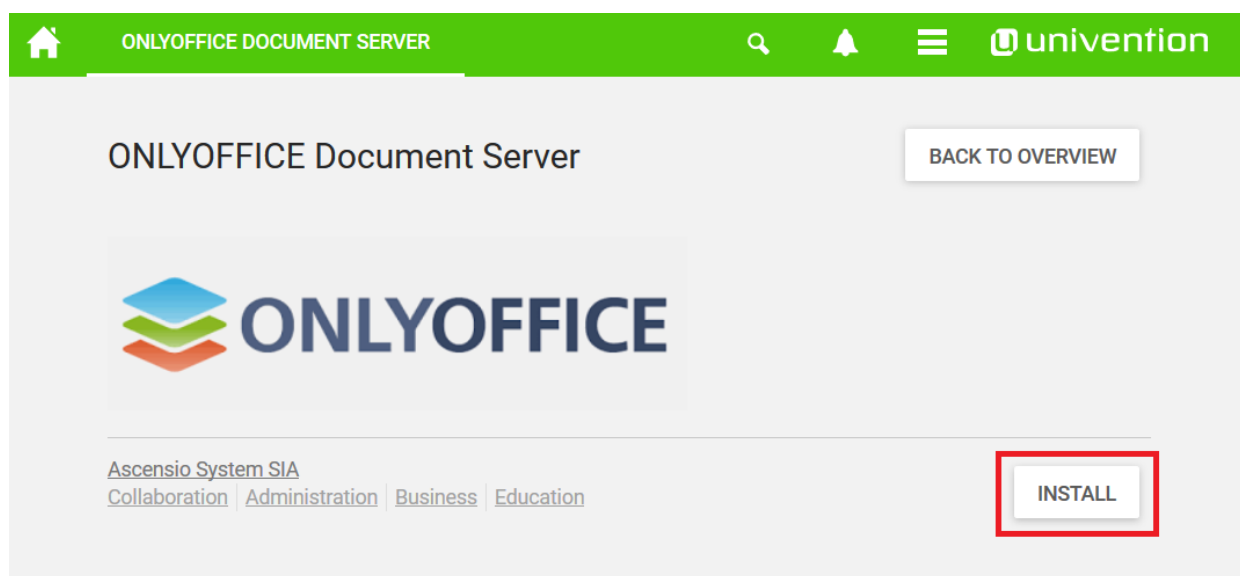 ONLYOFFICE DOCUMENT SERVER
univention
ONLYOFFICE Document Server
BACK TO OVERVIEW
ONLYOFFICE
Ascensio System SIA
Collaboration Administration Business Education
INSTALL